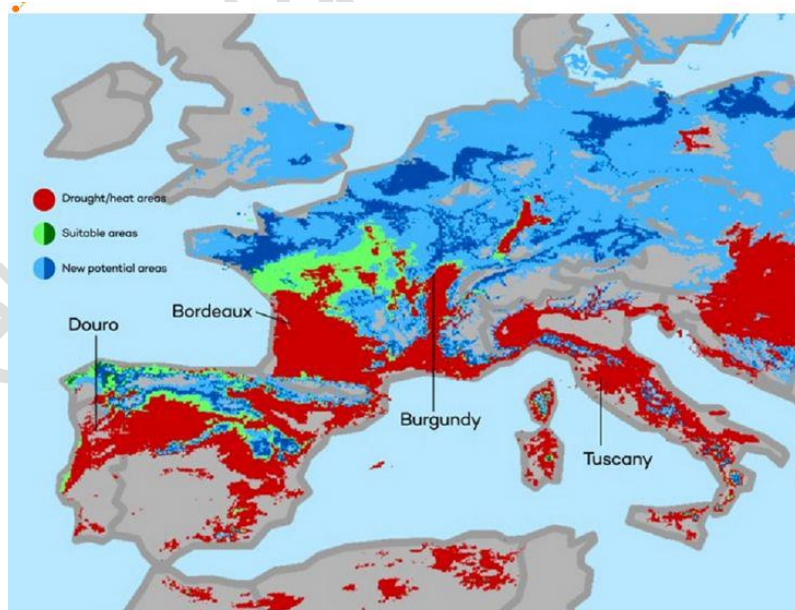 Drought/heat areas
Suitable areas
New potential areas
Bordeaux
Douro
Burgundy
Tuscany